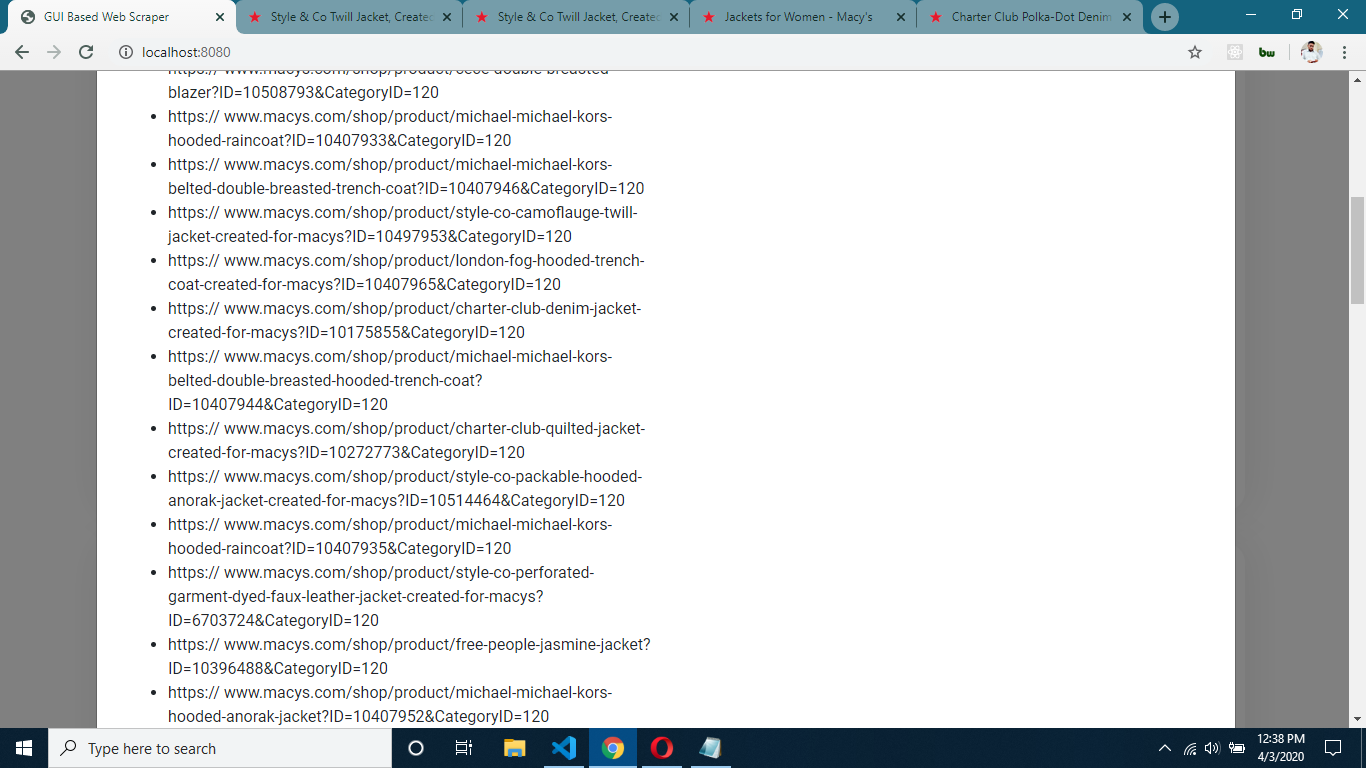 GUI Based Web Scraper
Style & Co Twill Jacket, Created
Style & Co Twill Jacket, Created
Jackets for Women - Macy's
Charter Club Polka-Dot Denim
localhost:8080
bw
blazer?ID=10508793&CategoryID=120
https:// www.macys.com/shop/product/michael-michael-kors-
hooded-raincoat?ID=10407933&CategoryID=120
https:// www.macys.com/shop/product/michael-michael-kors-
belted-double-breasted-trench-coat?ID=10407946&CategoryID=120
https:// www.macys.com/shop/product/style-co-camoflauge-twill-
jacket-created-for-macys?ID=10497953&CategoryID=120
https:// www.macys.com/shop/product/london-fog-hooded-trench-
coat-created-for-macys?ID=10407965&CategoryID=120
https:// www.macys.com/shop/product/charter-club-denim-jacket-
created-for-macys?ID=10175855&CategoryID=120
https:// www.macys.com/shop/product/michael-michael-kors-
belted-double-breasted-hooded-trench-coat?
ID=10407944&CategoryID=120
https:// www.macys.com/shop/product/charter-club-quilted-jacket-
created-for-macys?ID=10272773&CategoryID=120
https:// www.macys.com/shop/product/style-co-packable-hooded-
anorak-jacket-created-for-macys?ID=10514464&CategoryID=120
https:// www.macys.com/shop/product/michael-michael-kors-
hooded-raincoat?ID=10407935&CategoryID=120
https:// www.macys.com/shop/product/style-co-perforated-
garment-dyed-faux-leather-jacket-created-for-macys?
ID=6703724&CategoryID=120
https:// www.macys.com/shop/product/free-people-jasmine-jacket?
ID=10396488&CategoryID=120
https:// www.macys.com/shop/product/michael-michael-kors-
hooded-anorak-jacket?ID=10407952&CategoryID=120
Type here to search
12:38 PM
4/3/2020